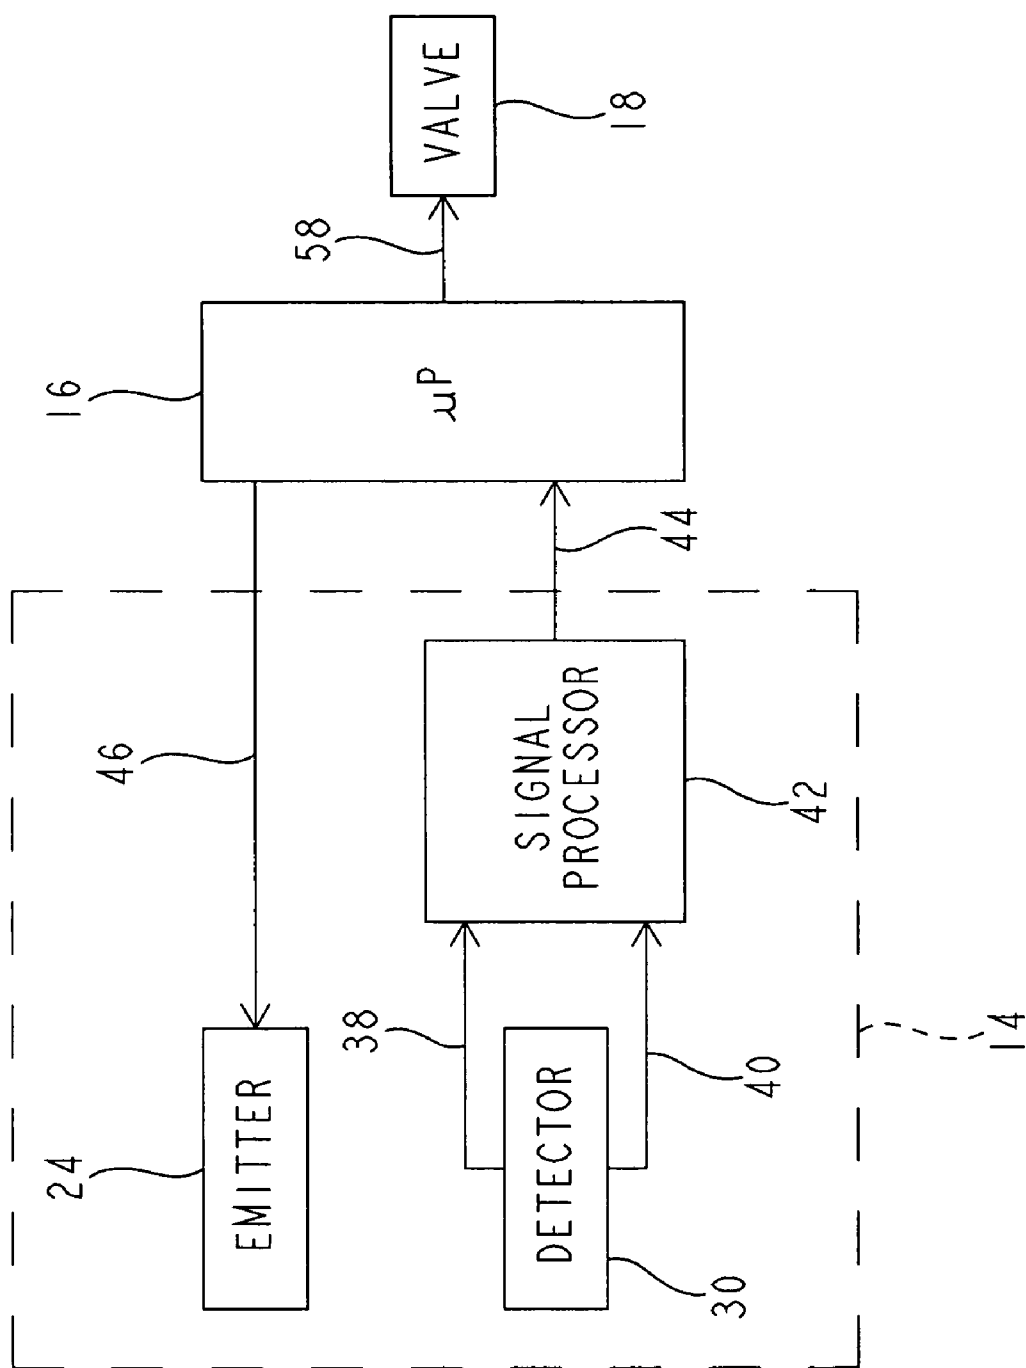 24
EMITTER
46
16
μP
58
VALVE
18
38
DETECTOR
30
40
SIGNAL
PROCESSOR
42
44
14